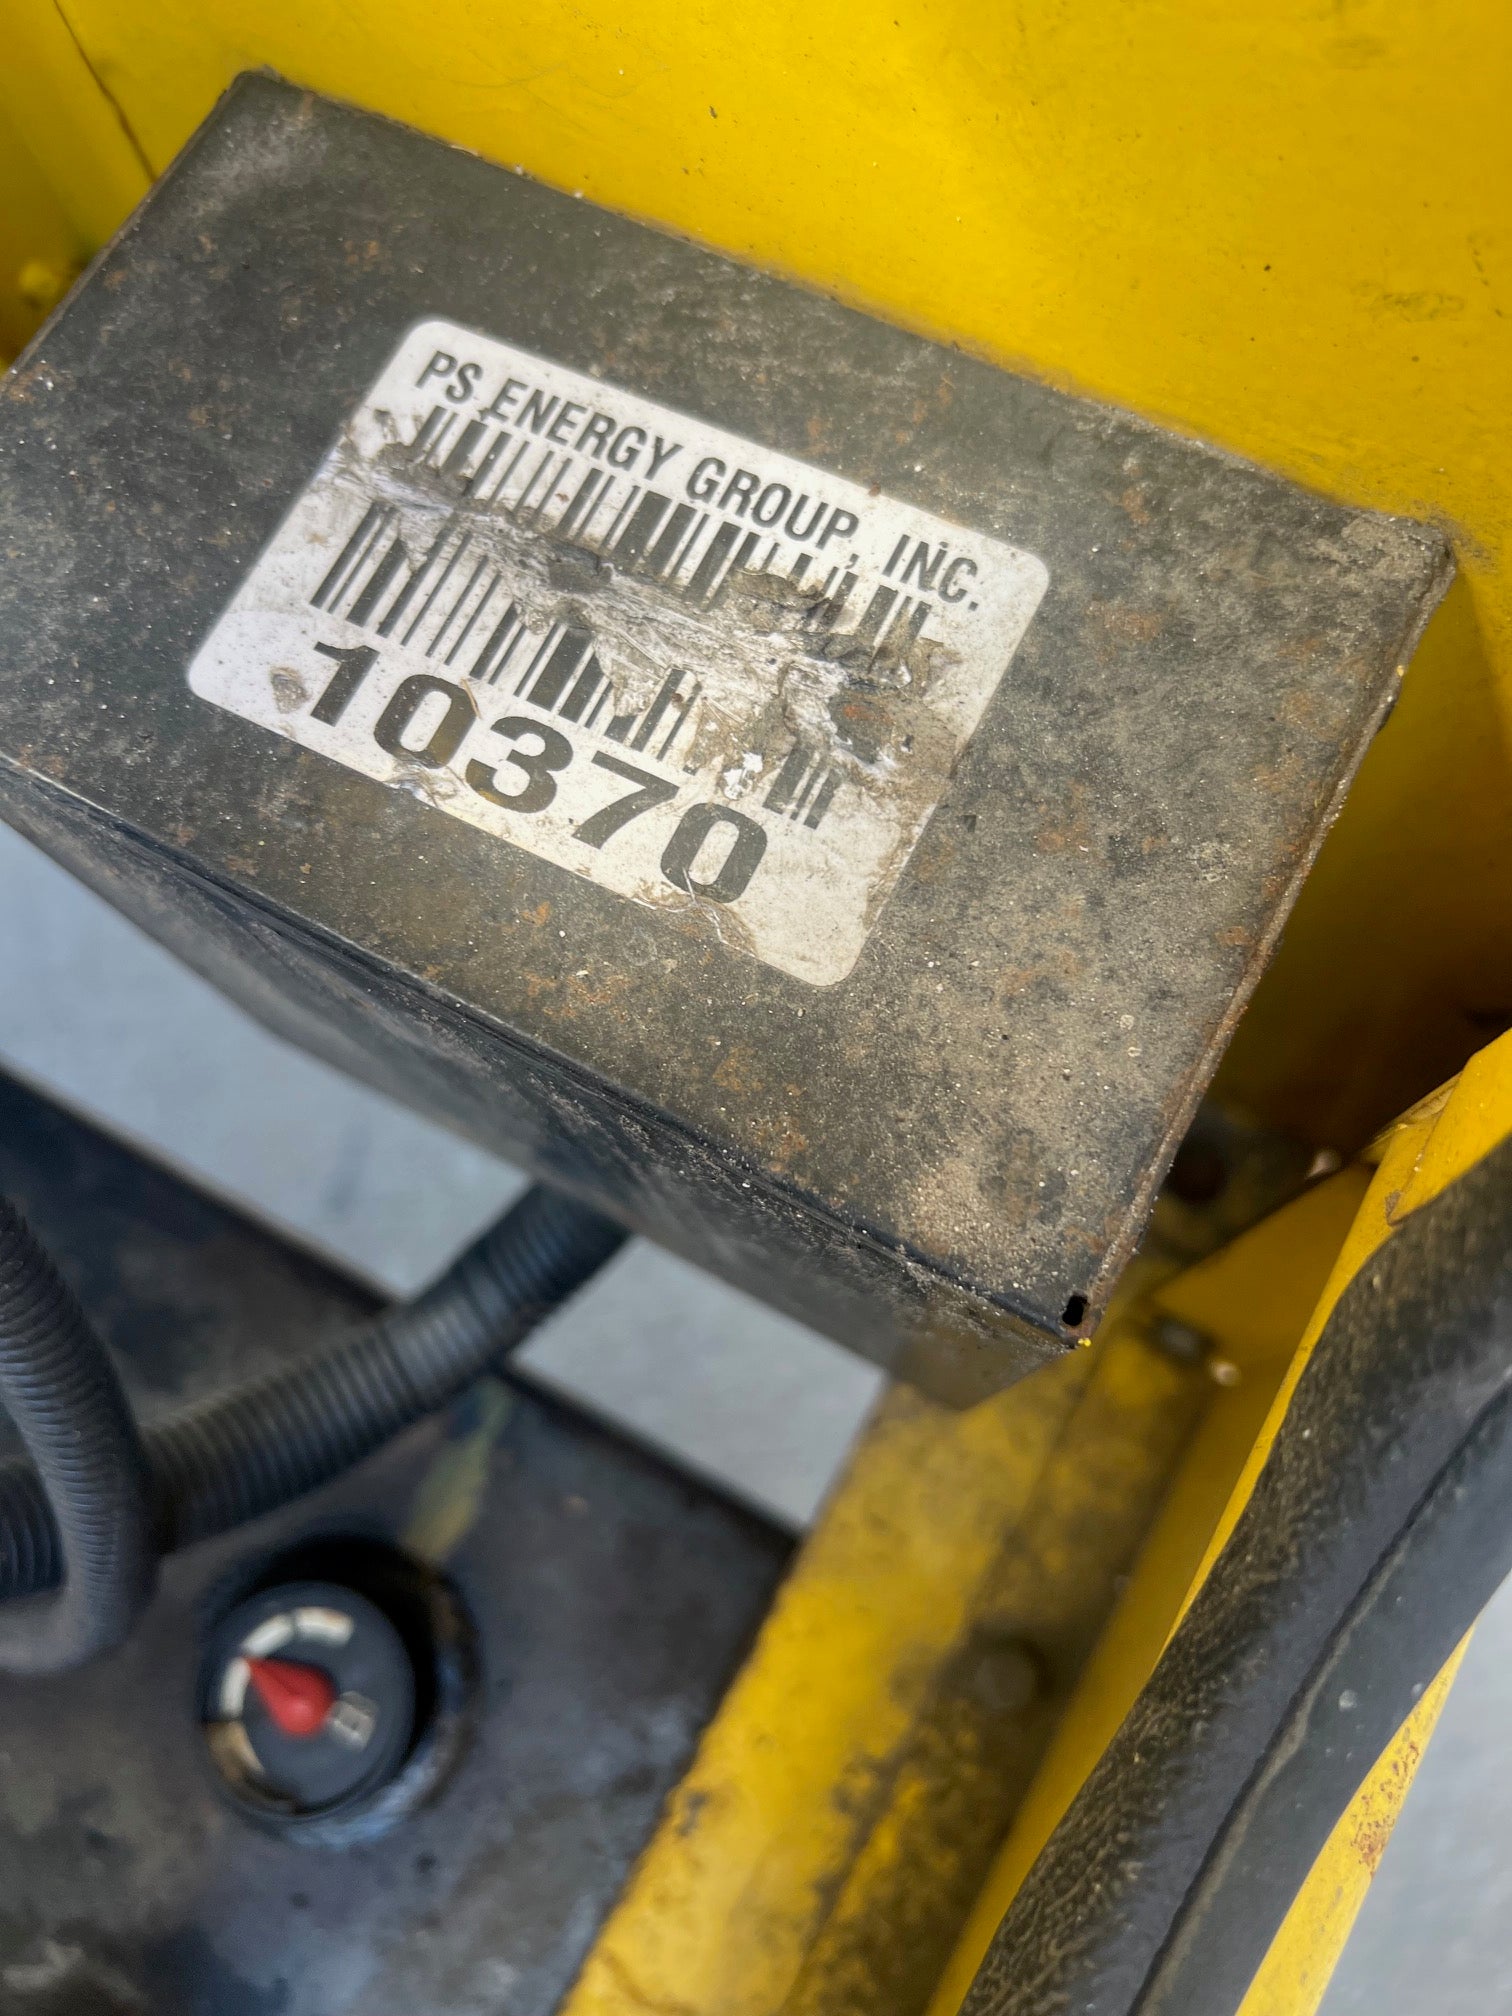 PS ENERGY GROUP, INC.
10370